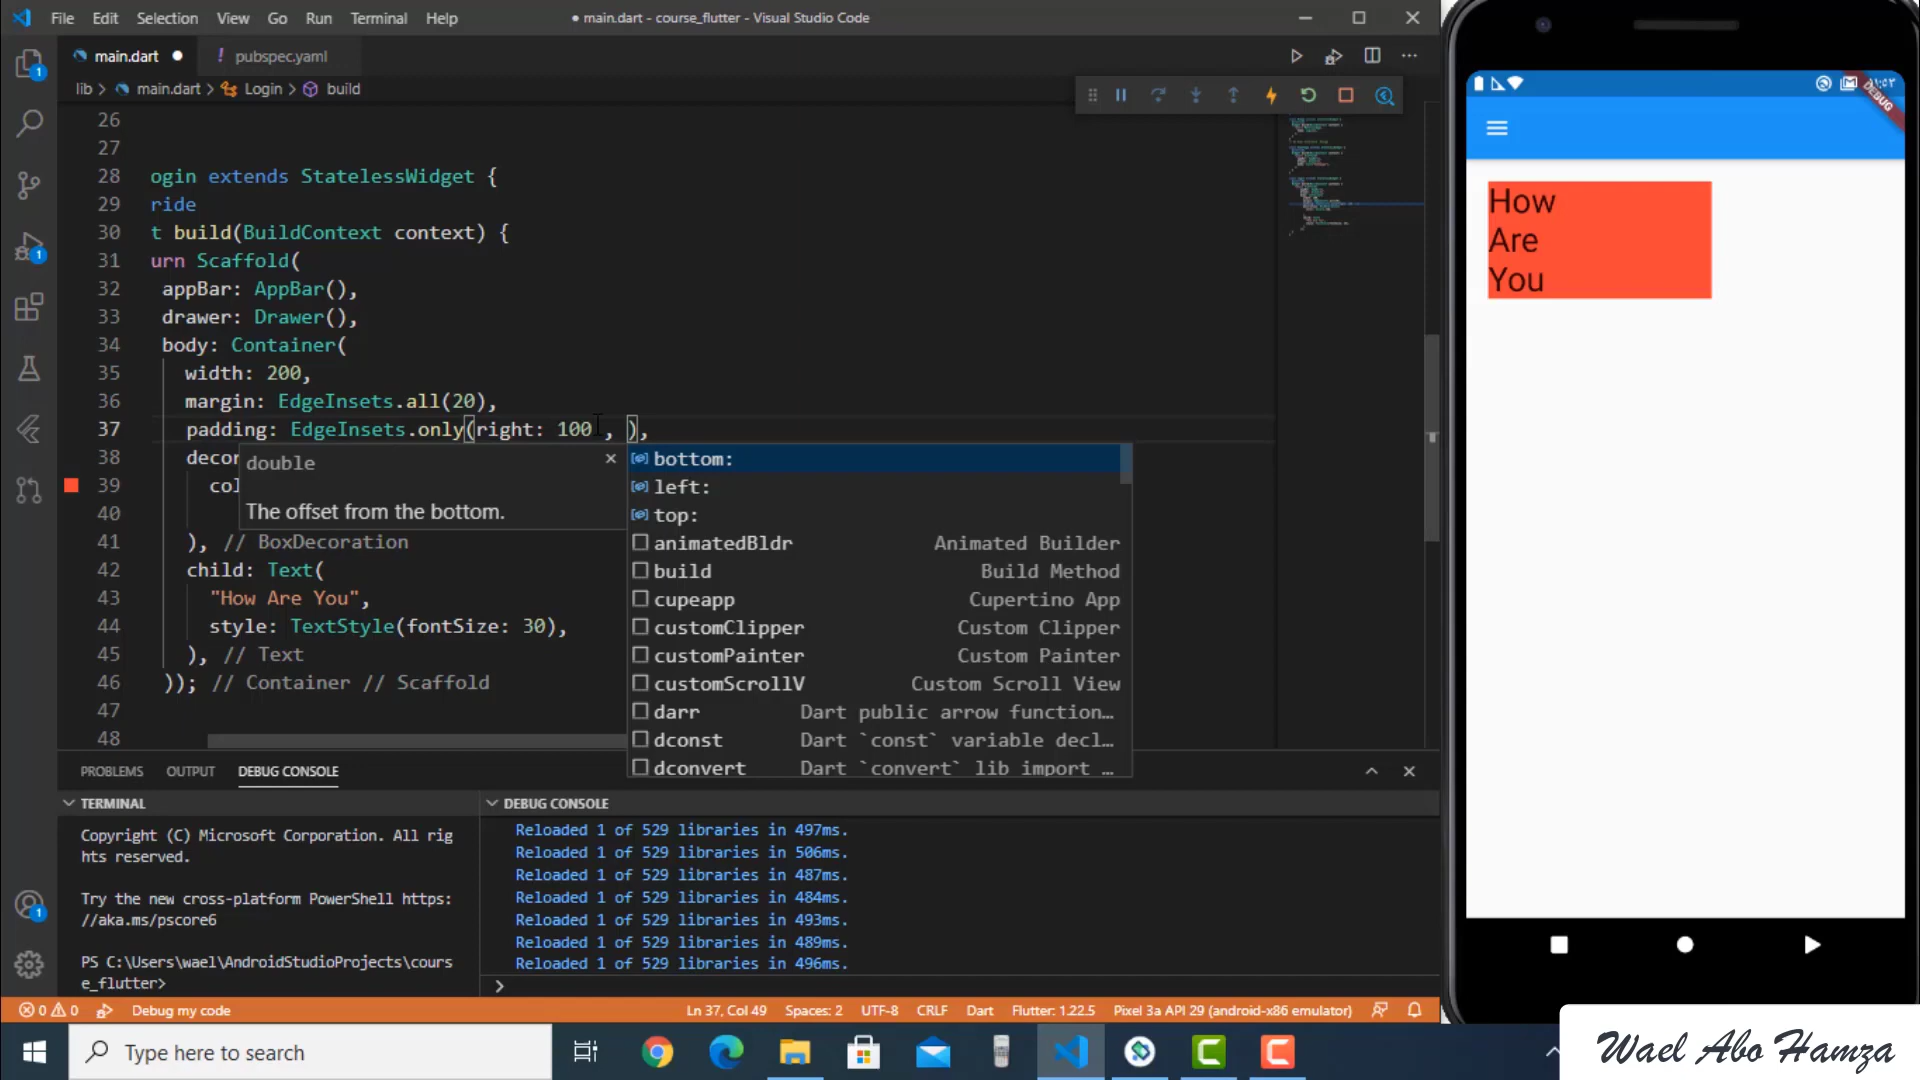 File Edit Selection View Go Run Terminal Help
● main.dart - course_flutter - Visual Studio Code
main.dart
! pubspec.yaml
lib > main.dart > Login > build
26
27
28 ogin extends StatelessWidget {
29 ride
30 t build(BuildContext context) {
31 urn Scaffold(
32 appBar: AppBar(),
33 drawer: Drawer(),
34 body: Container(
35 width: 200,
36 margin: EdgeInsets.all(20),
37 padding: EdgeInsets.only(right: 100 , ),
38 decor
39 col
40
41 ), // BoxDecoration
42 child: Text(
43 "How Are You",
44 style: TextStyle(fontSize: 30),
45 ), // Text
46 )); // Container // Scaffold
47
48
double
The offset from the bottom.
bottom:
left:
top:
animatedBldr Animated Builder
build Build Method
cupeapp Cupertino App
customClipper Custom Clipper
customPainter Custom Painter
customScrollV Custom Scroll View
darr Dart public arrow function…
dconst Dart `const` variable decl…
dconvert Dart `convert` lib import …
PROBLEMS OUTPUT DEBUG CONSOLE
TERMINAL
Copyright (C) Microsoft Corporation. All rig
hts reserved.
Try the new cross-platform PowerShell https:
//aka.ms/pscore6
PS C:\Users\wael\AndroidStudioProjects\cours
e_flutter>
DEBUG CONSOLE
Reloaded 1 of 529 libraries in 497ms.
Reloaded 1 of 529 libraries in 506ms.
Reloaded 1 of 529 libraries in 487ms.
Reloaded 1 of 529 libraries in 484ms.
Reloaded 1 of 529 libraries in 493ms.
Reloaded 1 of 529 libraries in 489ms.
Reloaded 1 of 529 libraries in 496ms.
0 0 Debug my code
Ln 37, Col 49 Spaces: 2 UTF-8 CRLF Dart Flutter: 1.22.5 Pixel 3a API 29 (android-x86 emulator)
Type here to search
DEBUG
How
Are
You
Wael Abo Hamza